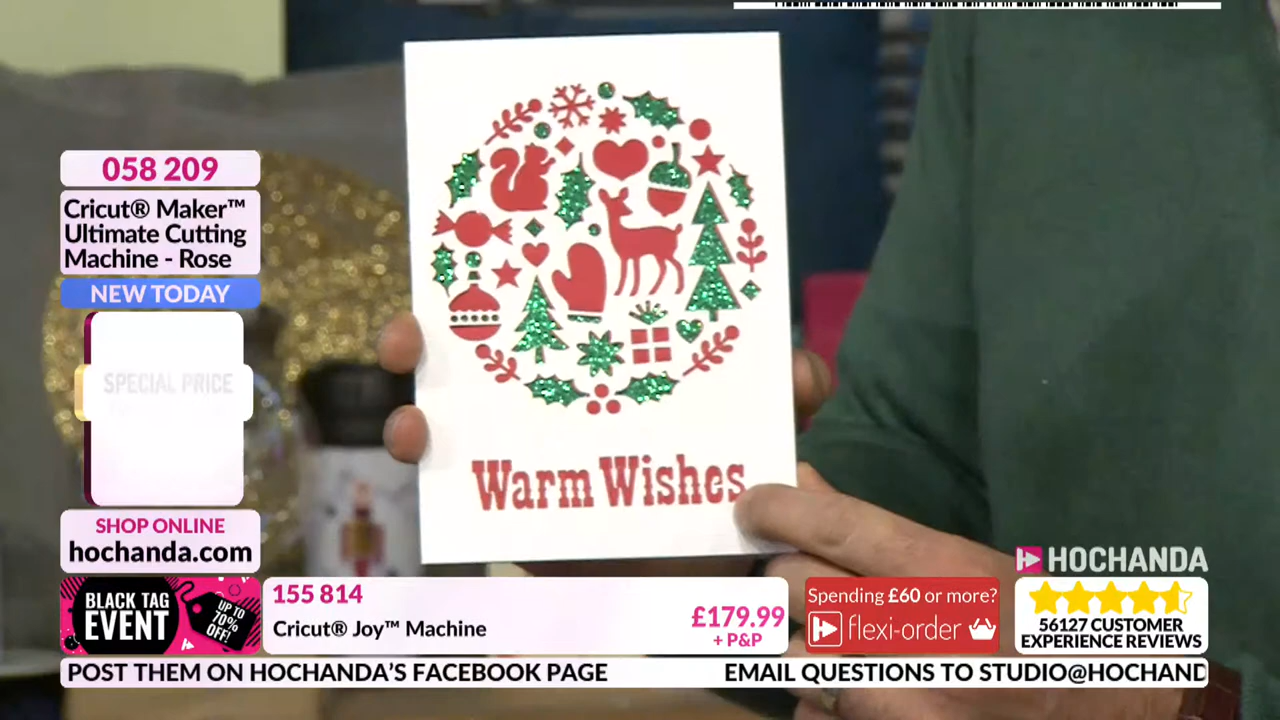 058 209
Cricut® Maker™
Ultimate Cutting
Machine - Rose
NEW TODAY
SPECIAL PRICE
SHOP ONLINE
hochanda.com
Warm Wishes
BLACK TAG
EVENT
UP TO
70%
OFF!
155 814
Cricut® Joy™ Machine
£179.99
+ P&P
Spending £60 or more?
flexi-order
HOCHANDA
56127 CUSTOMER
EXPERIENCE REVIEWS
POST THEM ON HOCHANDA'S FACEBOOK PAGE
EMAIL QUESTIONS TO STUDIO@HOCHAND